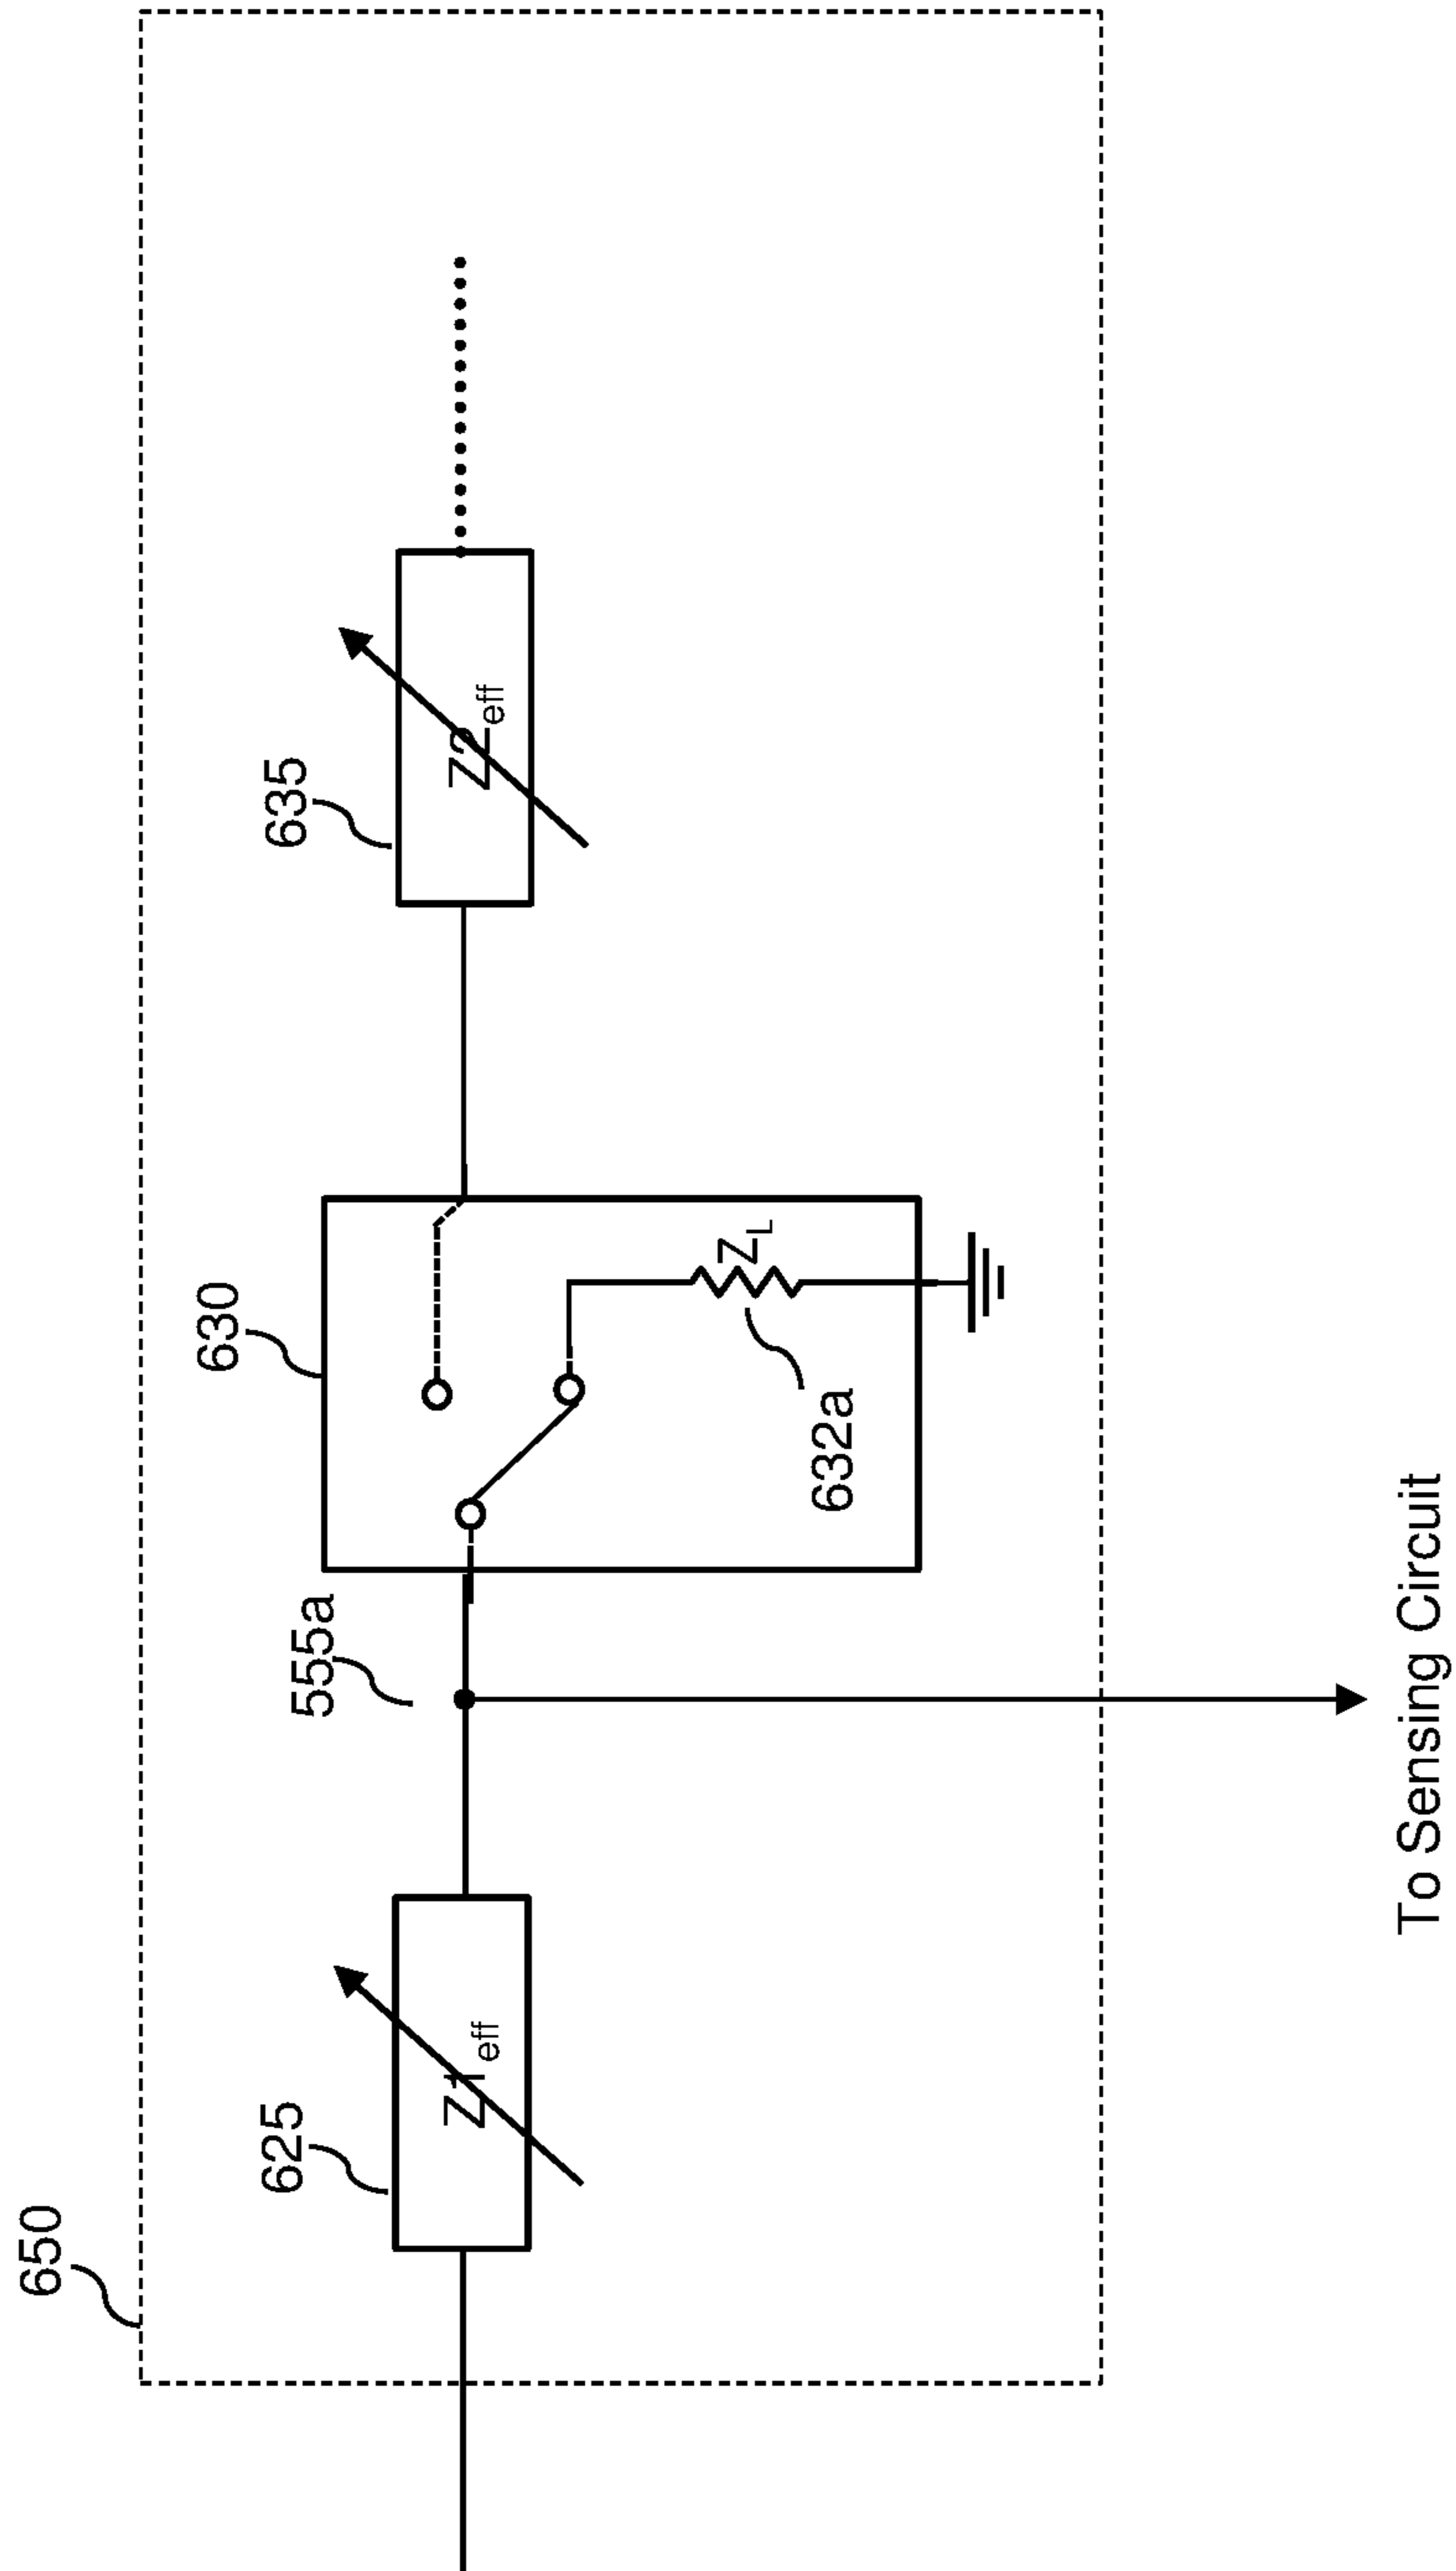 650
625
Z1eff
555a
630
632a
ZL
635
Z2eff
To Sensing Circuit